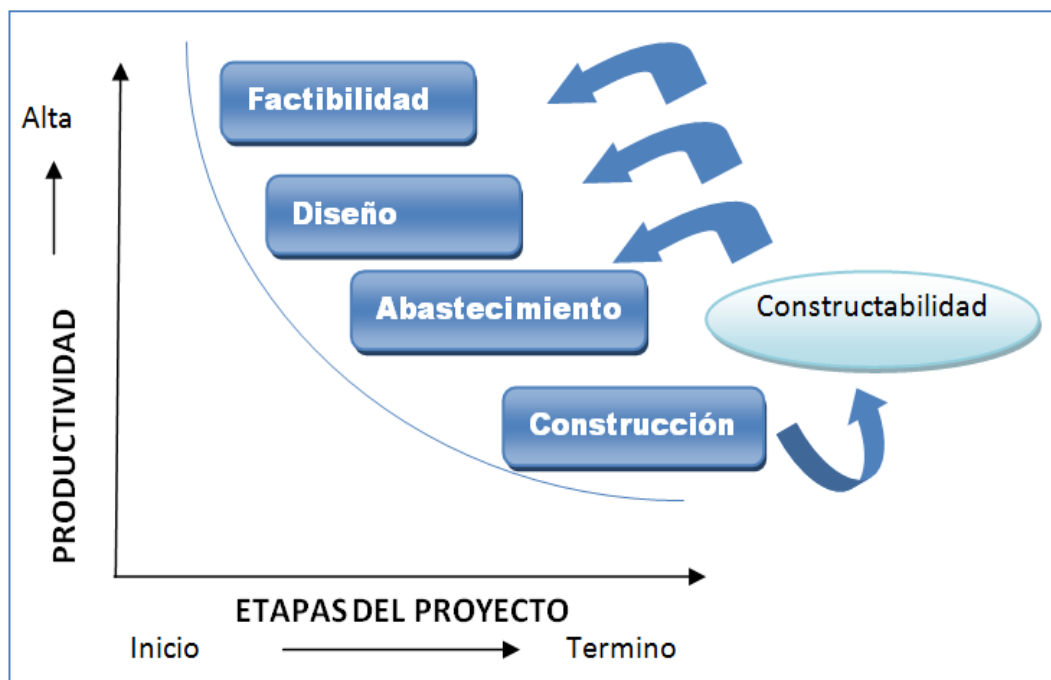 Factibilidad
Alta
Diseño
Abastecimiento
Constructabilidad
Construcción
PRODUCTIVIDAD
ETAPAS DEL PROYECTO
Inicio
Termino